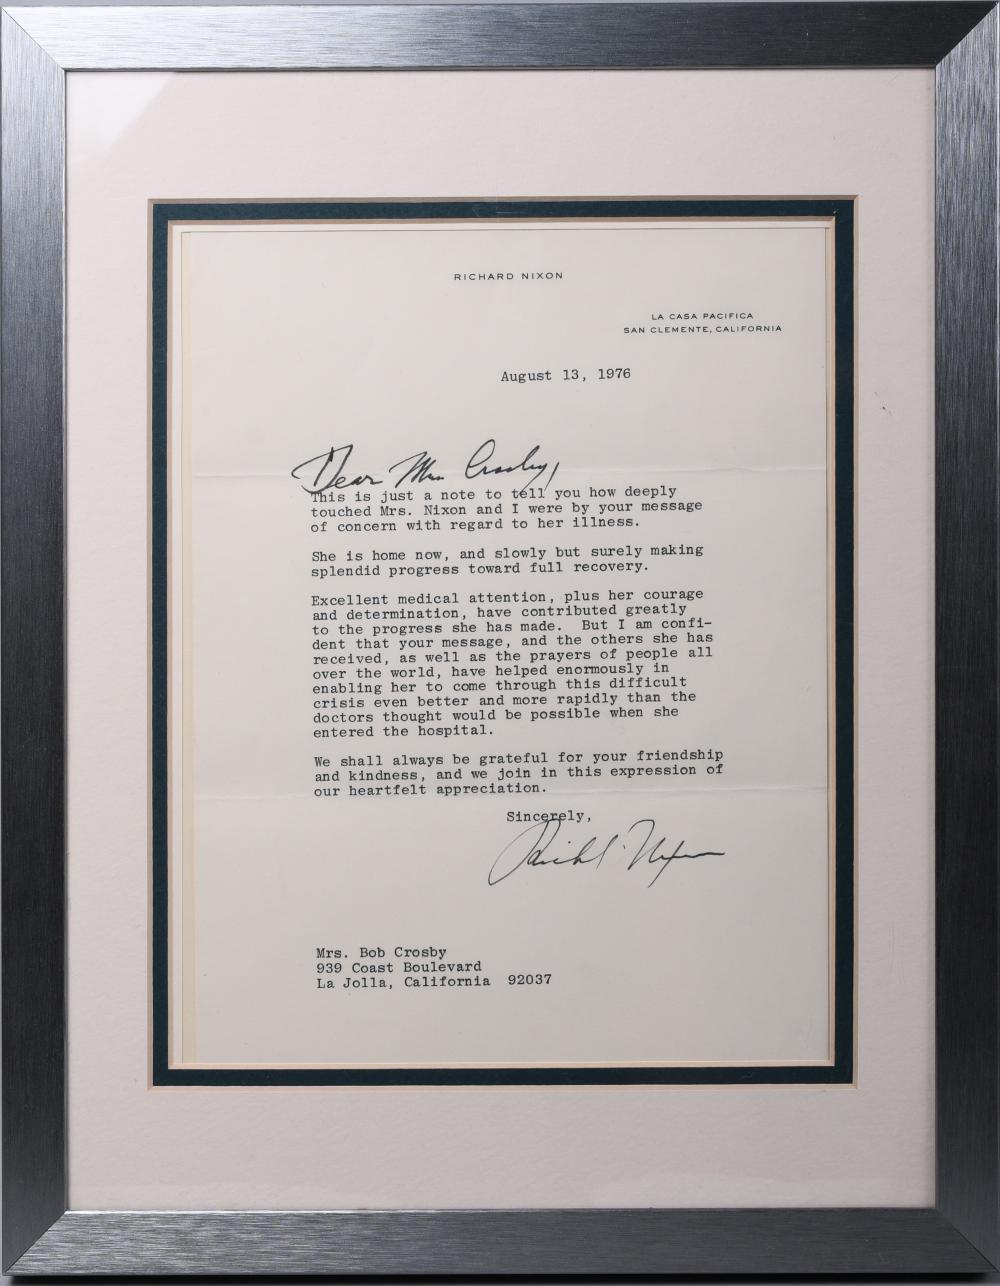 RICHARD NIXON
LA CASA PACIFICA
SAN CLEMENTE, CALIFORNIA
August 13, 1976
Dear Mrs. Crosby,
This is just a note to tell you how deeply
touched Mrs. Nixon and I were by your message
of concern with regard to her illness.
She is home now, and slowly but surely making
splendid progress toward full recovery.
Excellent medical attention, plus her courage
and determination, have contributed greatly
to the progress she has made.  But I am confi-
dent that your message, and the others she has
received, as well as the prayers of people all
over the world, have helped enormously in
enabling her to come through this difficult
crisis even better and more rapidly than the
doctors thought would be possible when she
entered the hospital.
We shall always be grateful for your friendship
and kindness, and we join in this expression of
our heartfelt appreciation.
Sincerely,
Richard Nixon
Mrs. Bob Crosby
939 Coast Boulevard
La Jolla, California  92037